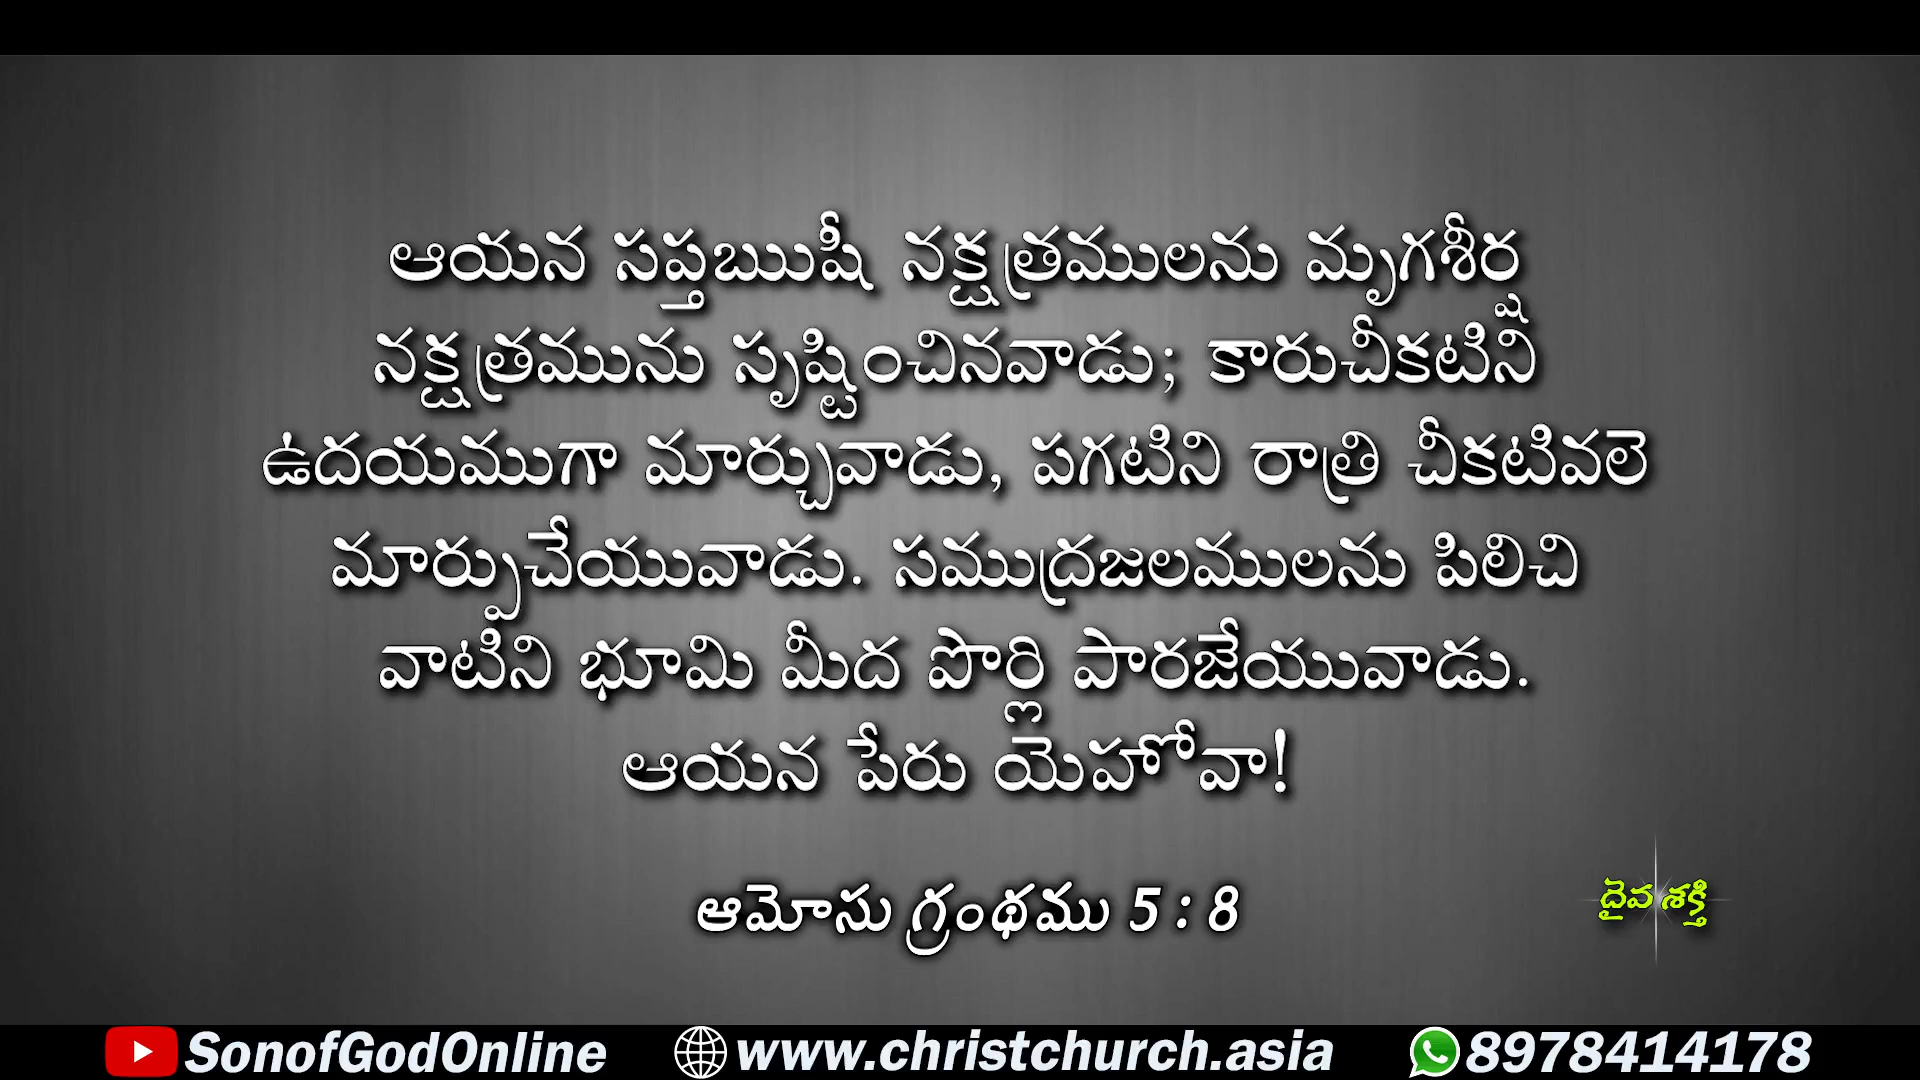 ఆయన సప్తఋషీ నక్షత్రములను మృగశీర్ష
నక్షత్రమును సృష్టించినవాడు; కారుచీకటిని
ఉదయముగా మార్చువాడు, పగటిని రాత్రి చీకటివలె
మార్పుచేయువాడు. సముద్రజలములను పిలిచి
వాటిని భూమి మీద పొర్లి పారజేయువాడు.
ఆయన పేరు యెహోవా!
ఆమోసు గ్రంథము 5 : 8
దైవ శక్తి
SonofGodOnline www.christchurch.asia 8978414178